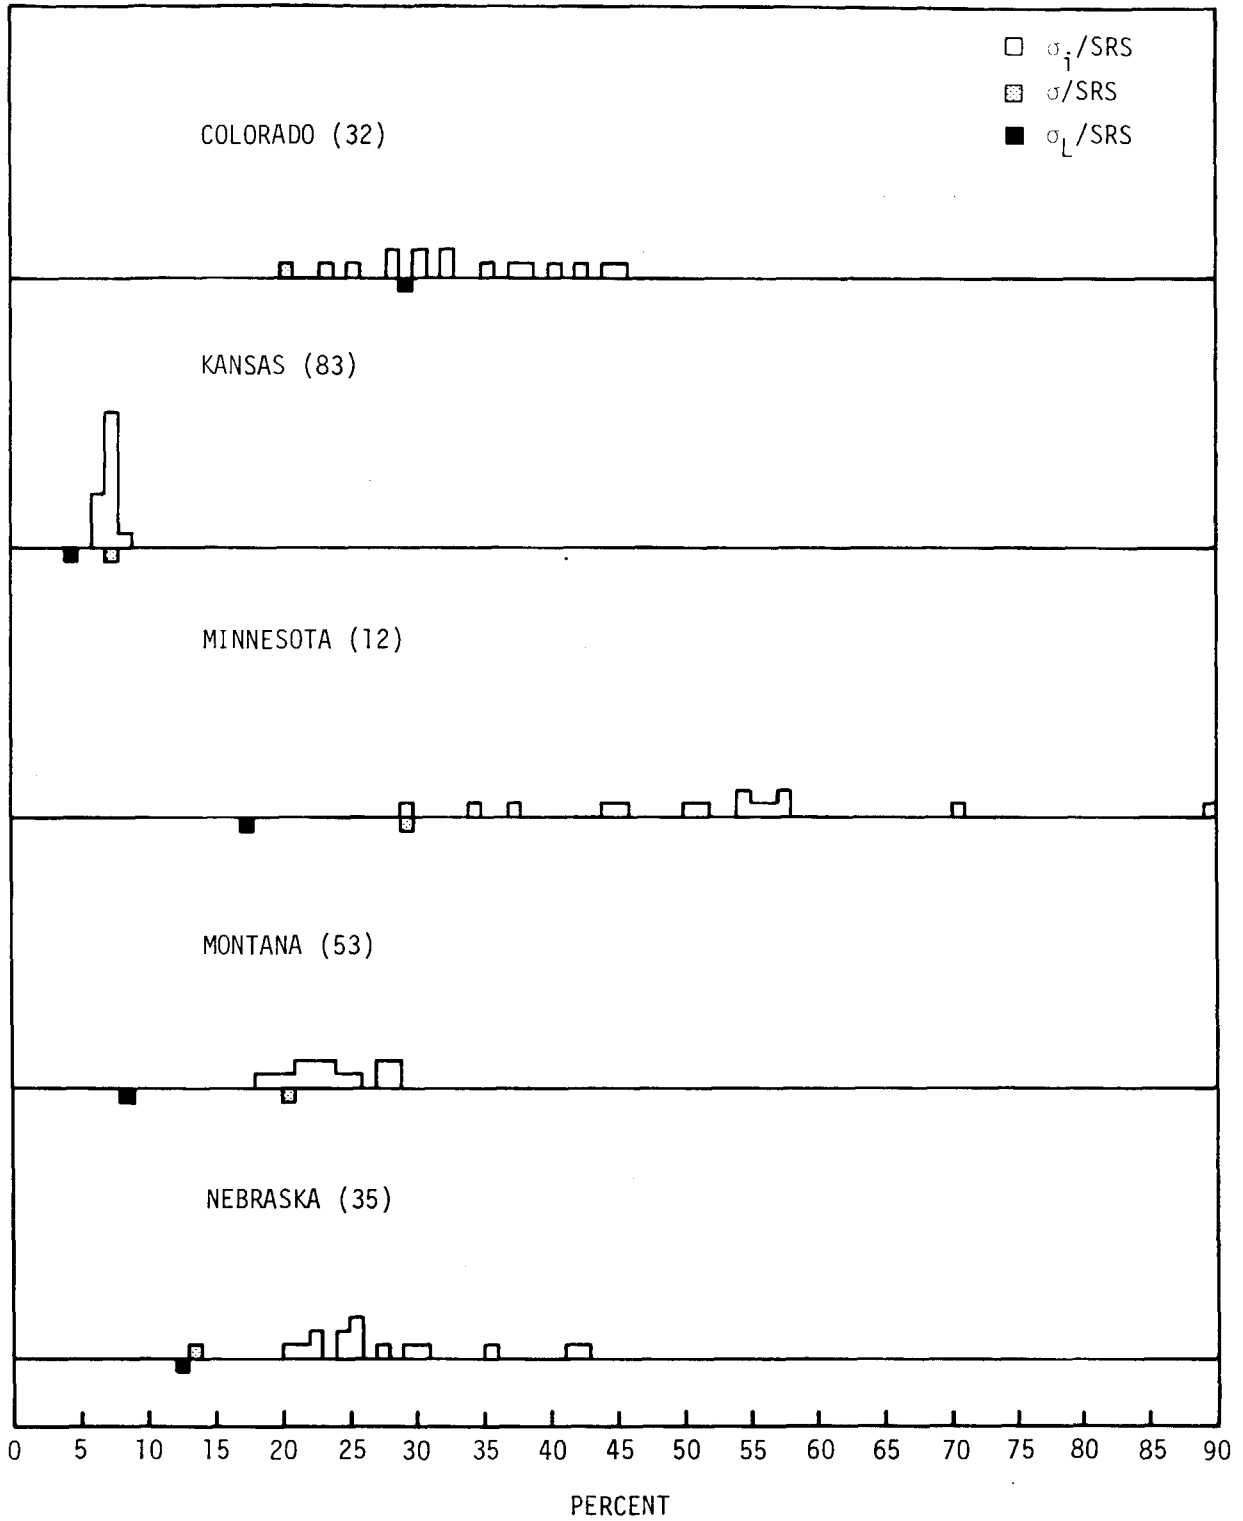 σi/SRS
σ/SRS
σL/SRS
COLORADO (32)
KANSAS (83)
MINNESOTA (12)
MONTANA (53)
NEBRASKA (35)
0 5 10 15 20 25 30 35 40 45 50 55 60 65 70 75 80 85 90
PERCENT